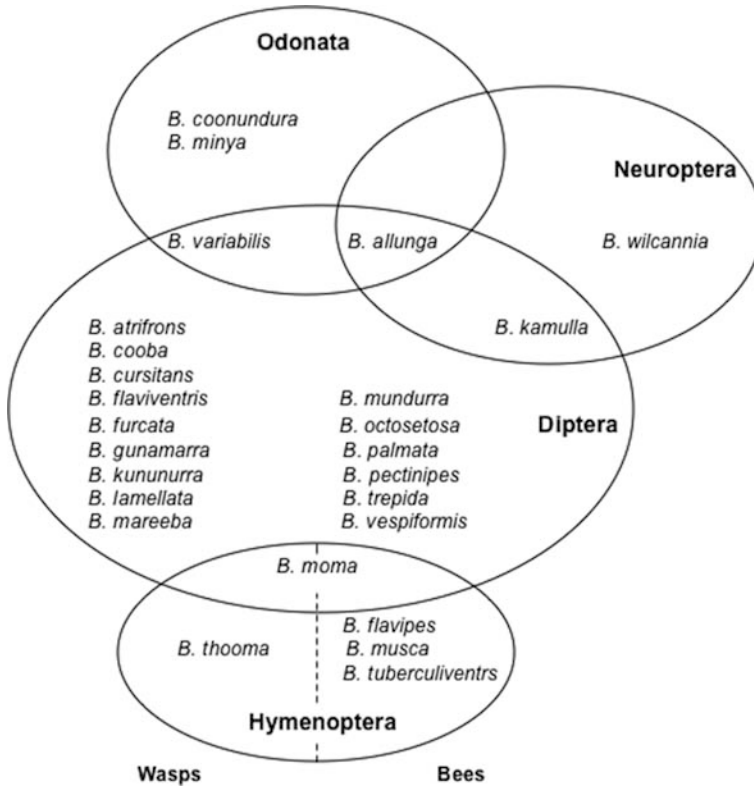 Odonata
B. coonundura
B. minya
Neuroptera
B. variabilis
B. allunga
B. wilcannia
B. kamulla
B. atrifrons
B. cooba
B. cursitans
B. flaviventris
B. furcata
B. gunamarra
B. kununurra
B. lamellata
B. mareeba
B. mundurra
B. octosetosa
B. palmata
B. pectinipes
B. trepida
B. vespiformis
Diptera
B. moma
B. thooma
B. flavipes
B. musca
B. tuberculiventrs
Hymenoptera
Wasps
Bees